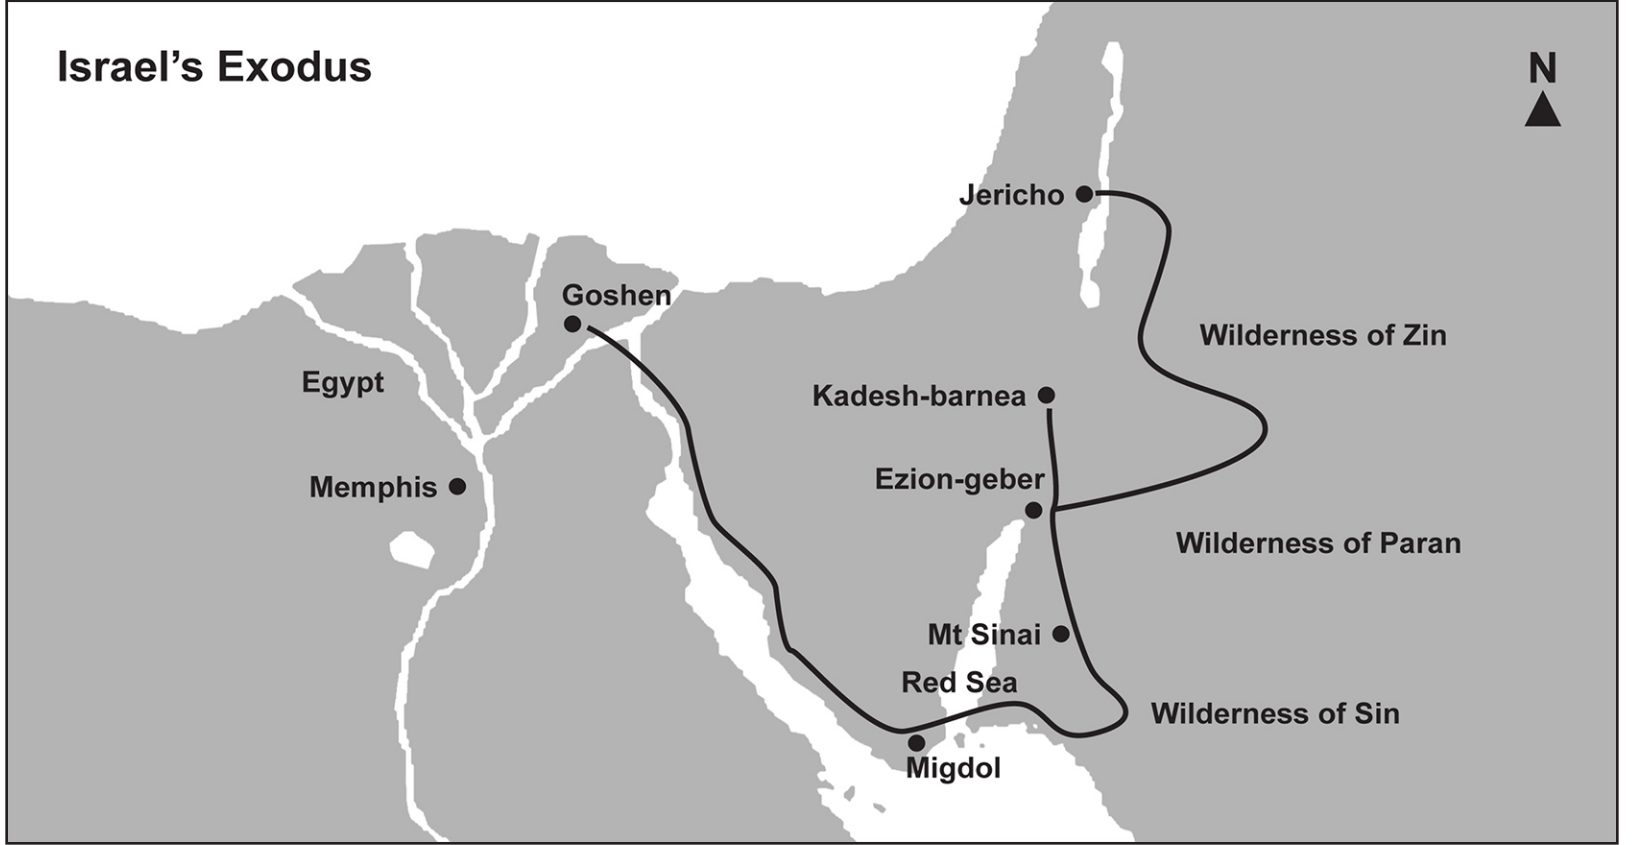 Israel’s Exodus
N
Jericho
Goshen
Wilderness of Zin
Egypt
Kadesh-barnea
Memphis
Ezion-geber
Wilderness of Paran
Mt Sinai
Red Sea
Wilderness of Sin
Migdol